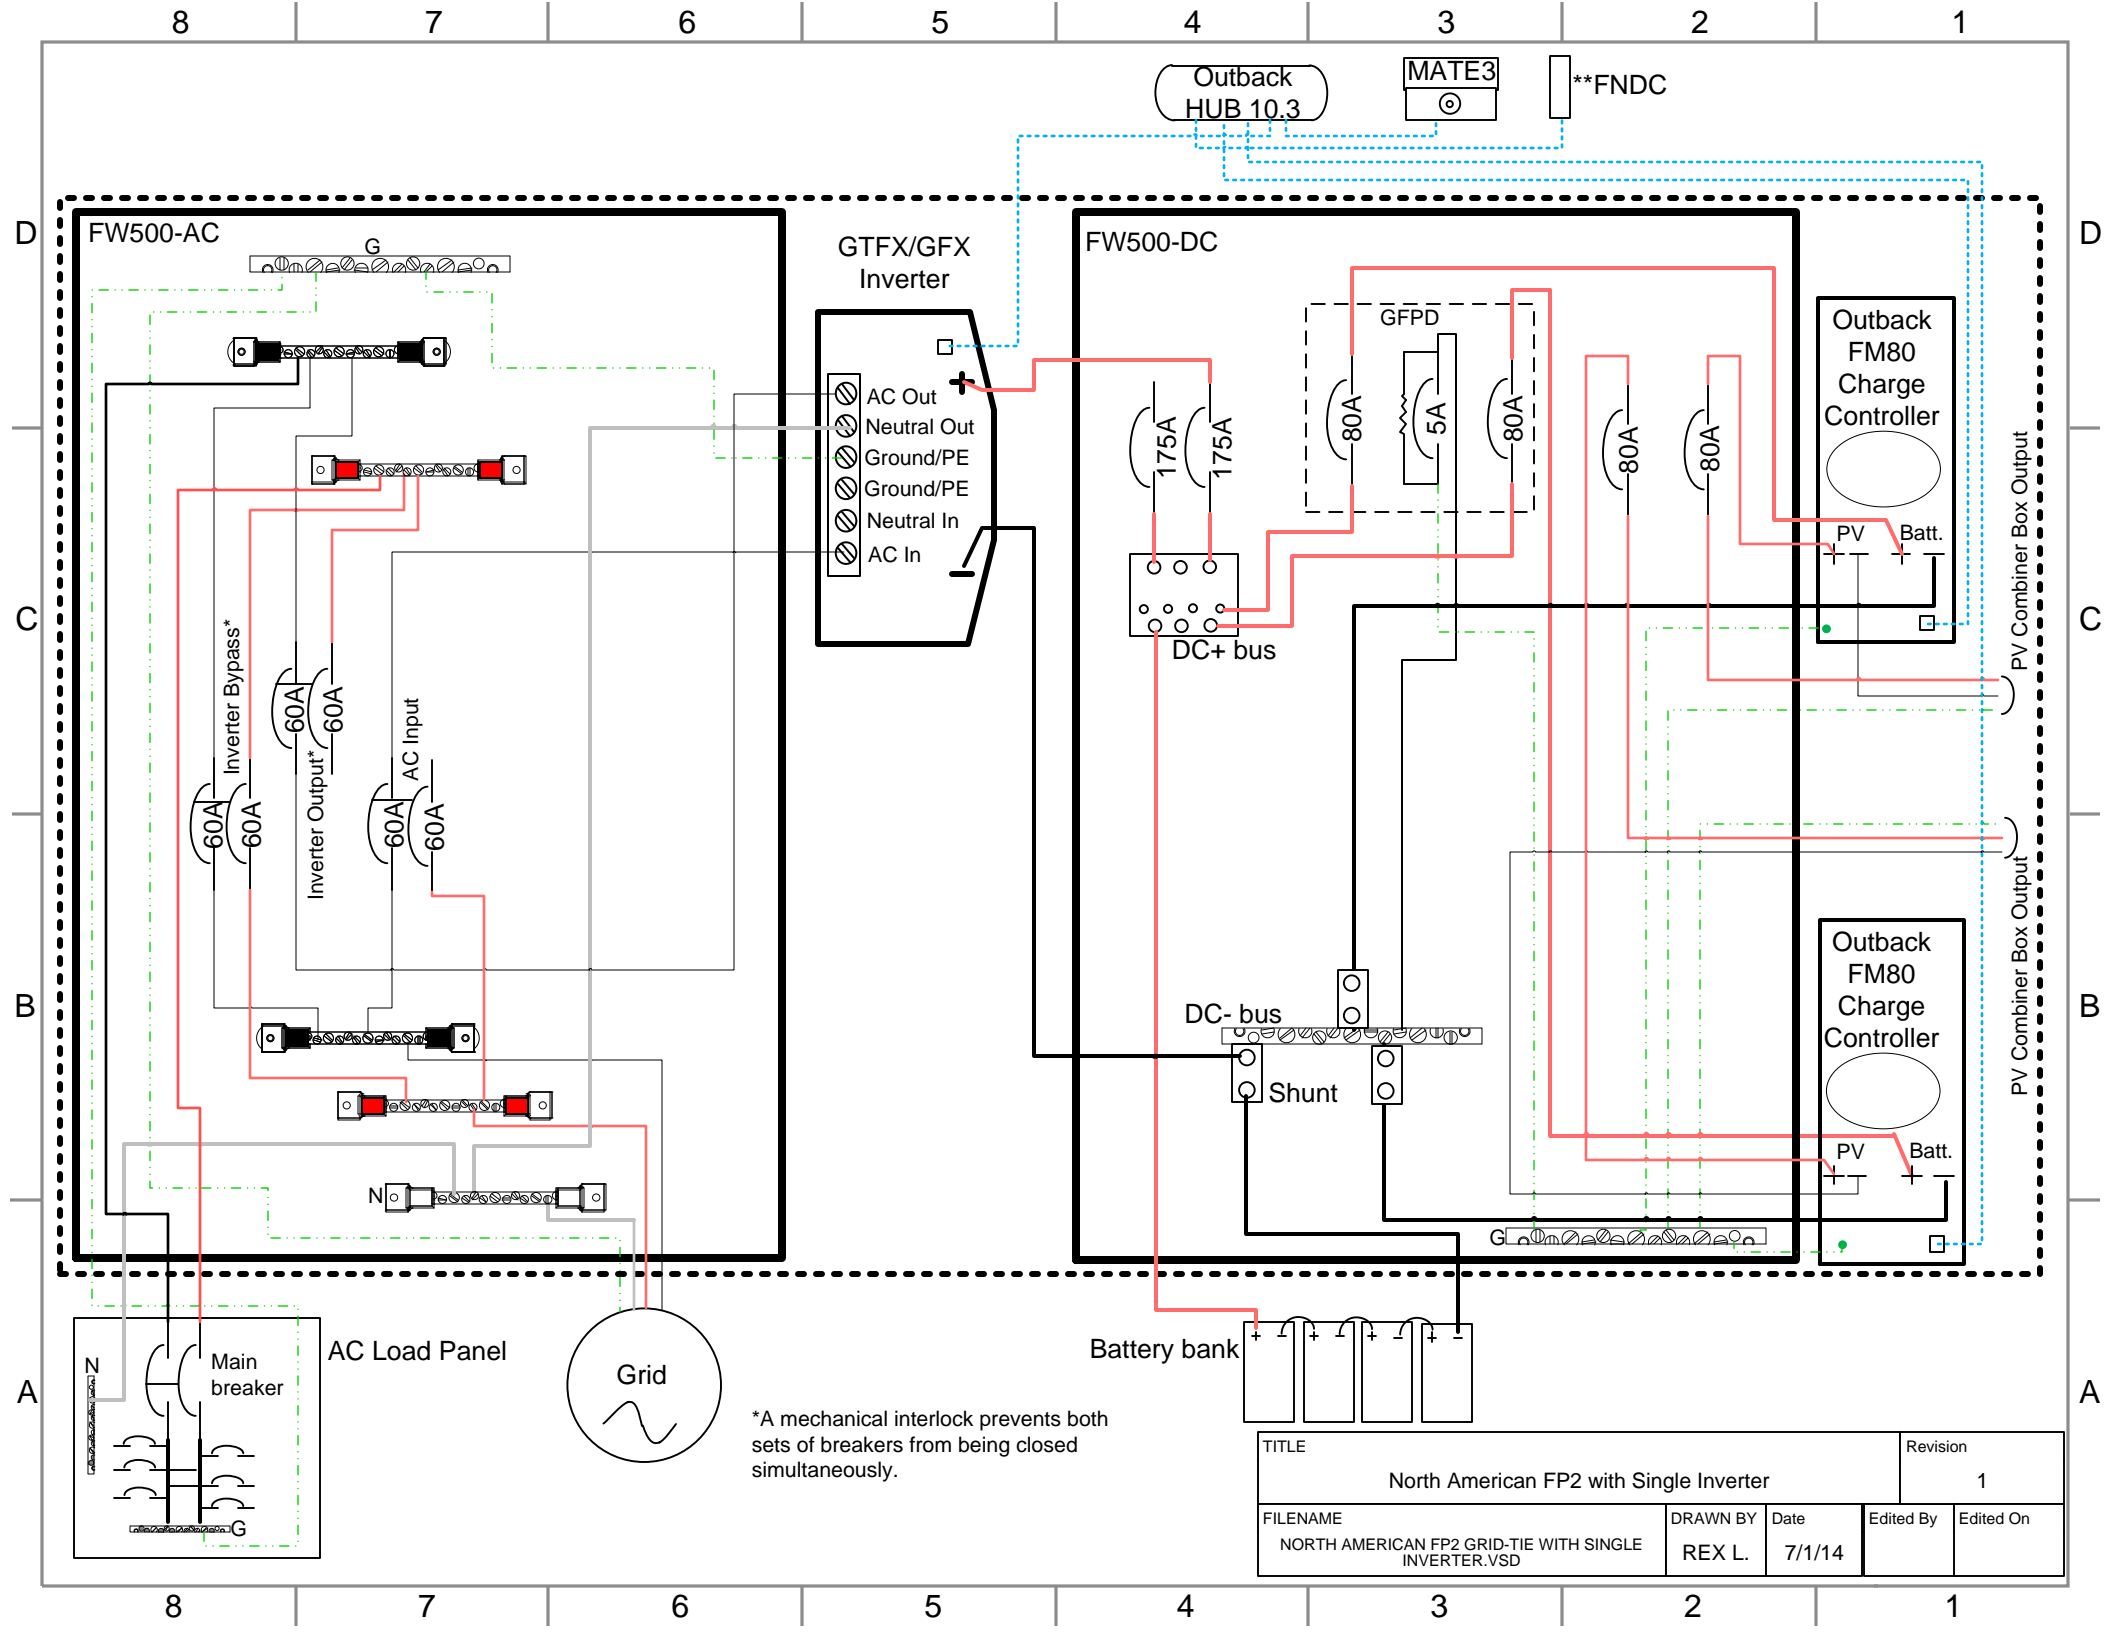 8 7 6 5 4 3 2 1
Outback
HUB 10.3
MATE3
**FNDC
D
D
FW500-AC
G
GTFX/GFX
Inverter
FW500-DC
GFPD
Outback
FM80
Charge
Controller
AC Out
Neutral Out
Ground/PE
Ground/PE
Neutral In
AC In
+
175A
175A
80A
5A
80A
80A
80A
PV
Batt.
PV Combiner Box Output
C
C
DC+ bus
Inverter Bypass*
60A
60A
Inverter Output*
60A
60A
AC Input
60A
60A
B
B
DC- bus
Shunt
Outback
FM80
Charge
Controller
PV
Batt.
PV Combiner Box Output
N
G
A
A
AC Load Panel
N
Main
breaker
G
Grid
Battery bank
+ - + - + - + -
*A mechanical interlock prevents both
sets of breakers from being closed
simultaneously.
TITLE
North American FP2 with Single Inverter
Revision
1
FILENAME
NORTH AMERICAN FP2 GRID-TIE WITH SINGLE
INVERTER.VSD
DRAWN BY
REX L.
Date
7/1/14
Edited By
Edited On
8 7 6 5 4 3 2 1